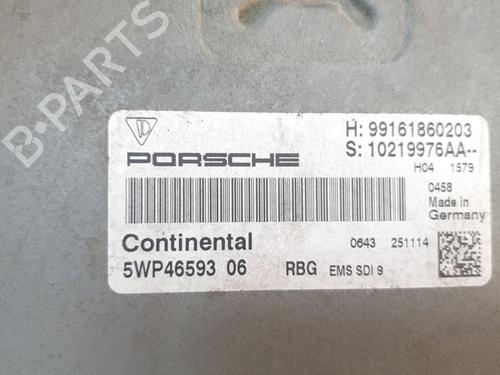 B-PARTS
H: 99161860203
S: 10219976AA--
H04 1579
PORSCHE
0458
Made in
Germany
Continental
0643 251114
5WP46593 06 RBG EMS SDI 9